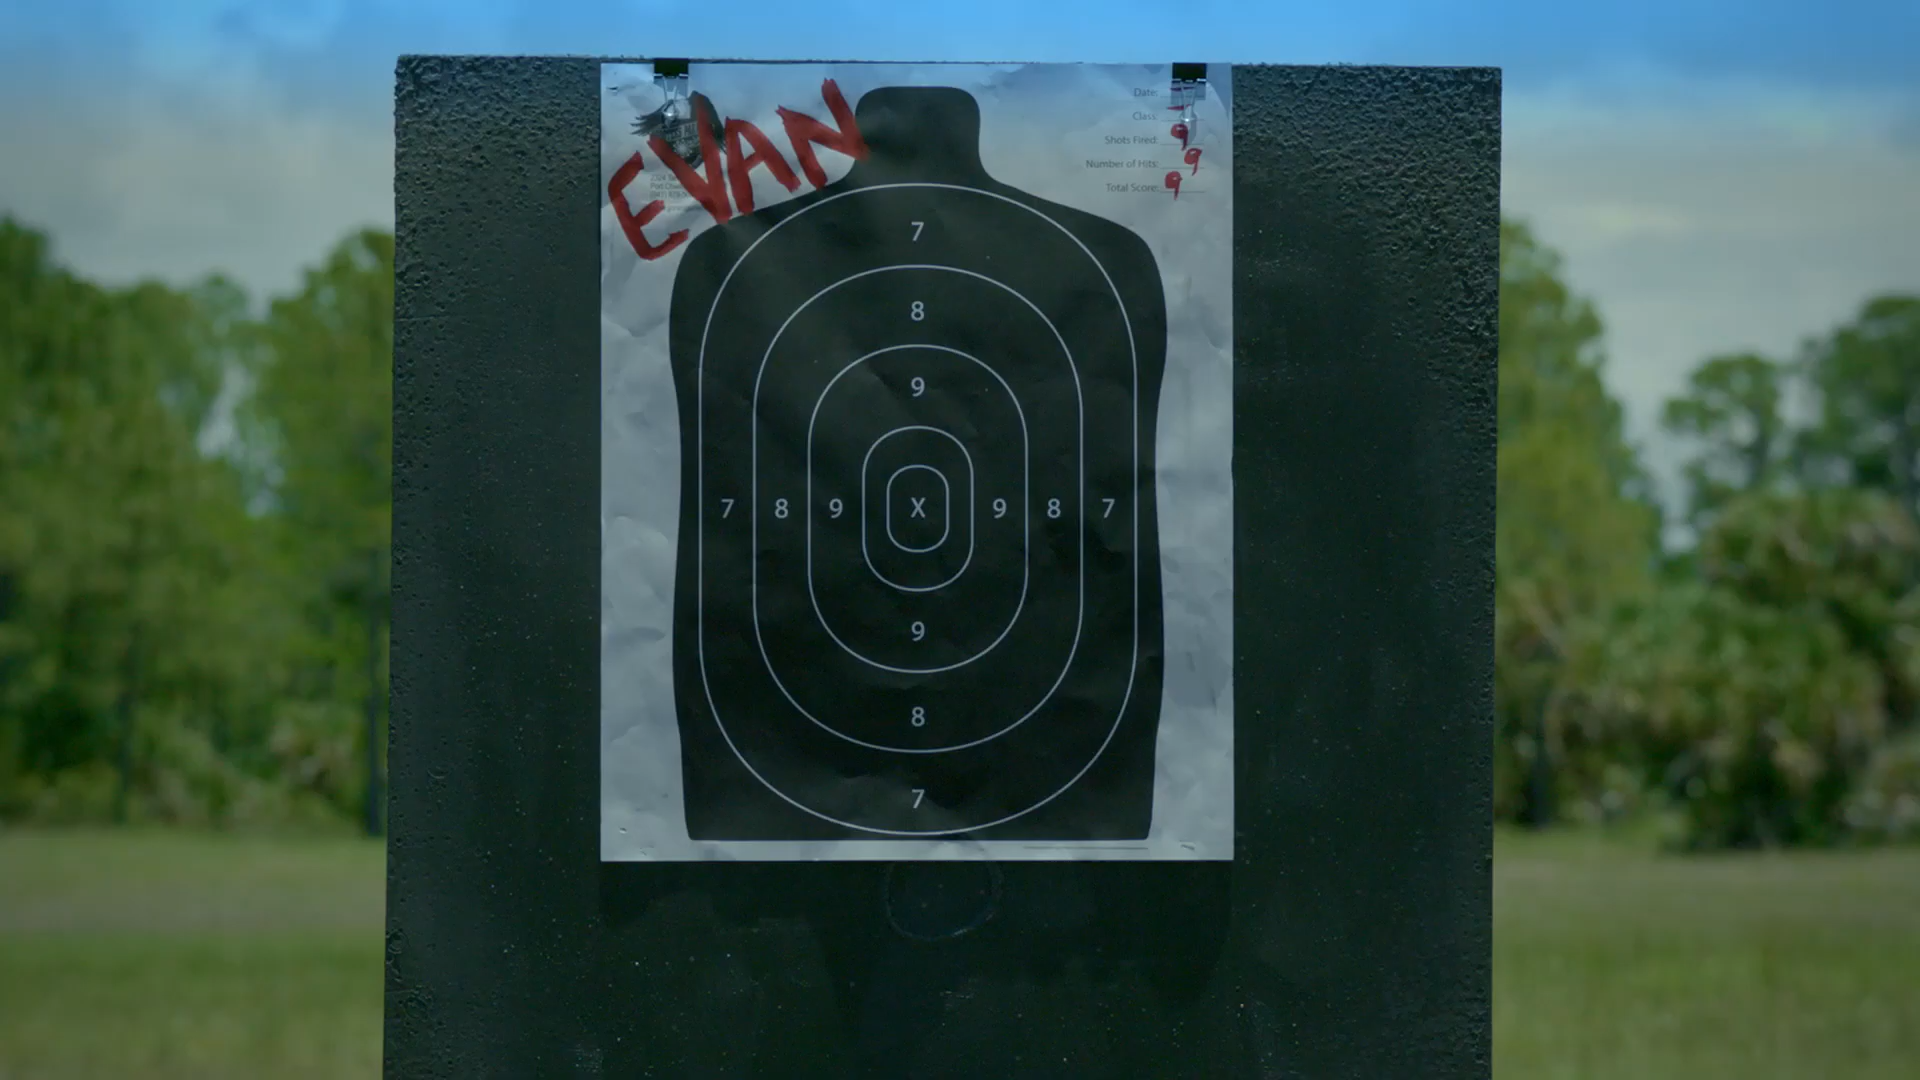 EVAN
Date:
Class:
Shots Fired: 9
Number of Hits: 9
Total Score: 9
7
8
9
7 8 9 X 9 8 7
9
8
7